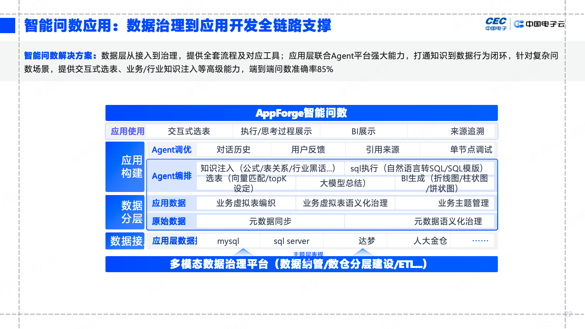 智能问数应用：数据治理到应用开发全链路支撑
CEC 中国电子 中国电子云
智能问数解决方案：数据层从接入到治理，提供全套流程及对应工具；应用层联合Agent平台强大能力，打通知识到数据行为闭环，针对复杂问
数场景，提供交互式选表、业务/行业知识注入等高级能力，端到端问数准确率85%
AppForge智能问数
应用使用 交互式选表 执行/思考过程展示 BI展示 来源追溯
应用构建
Agent调优 对话历史 用户反馈 引用来源 单节点调试
Agent编排 知识注入（公式/表关系/行业黑话...） sql执行（自然语言转SQL/SQL模版）
选表（向量匹配/topK设定） 大模型总结） BI生成（折线图/柱状图/饼状图）
数据分层
应用数据 业务虚拟表编织 业务虚拟表语义化治理 业务主题管理
原始数据 元数据同步 元数据语义化治理
数据接 应用层数据 mysql sql server 达梦 人大金仓 ……
多模态数据治理平台（数据纳管/数仓分层建设/ETL...）